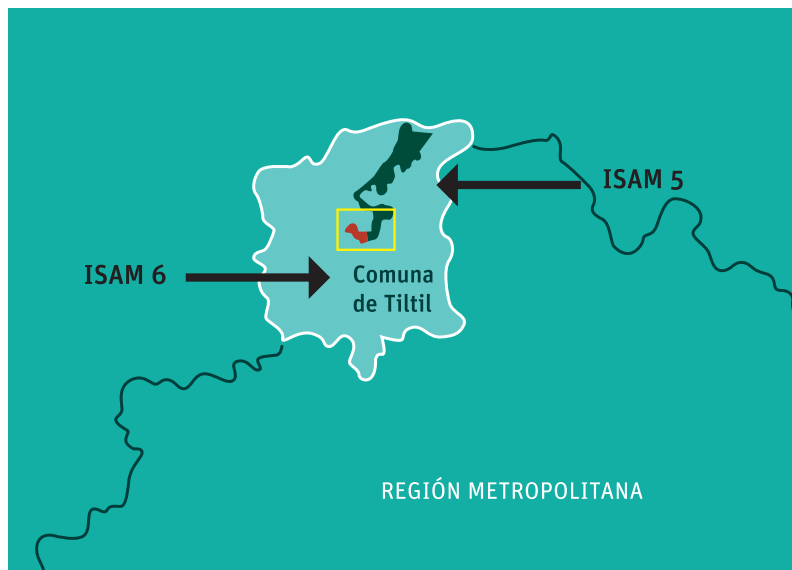 ISAM 5
ISAM 6
Comuna
de Tiltil
REGIÓN METROPOLITANA